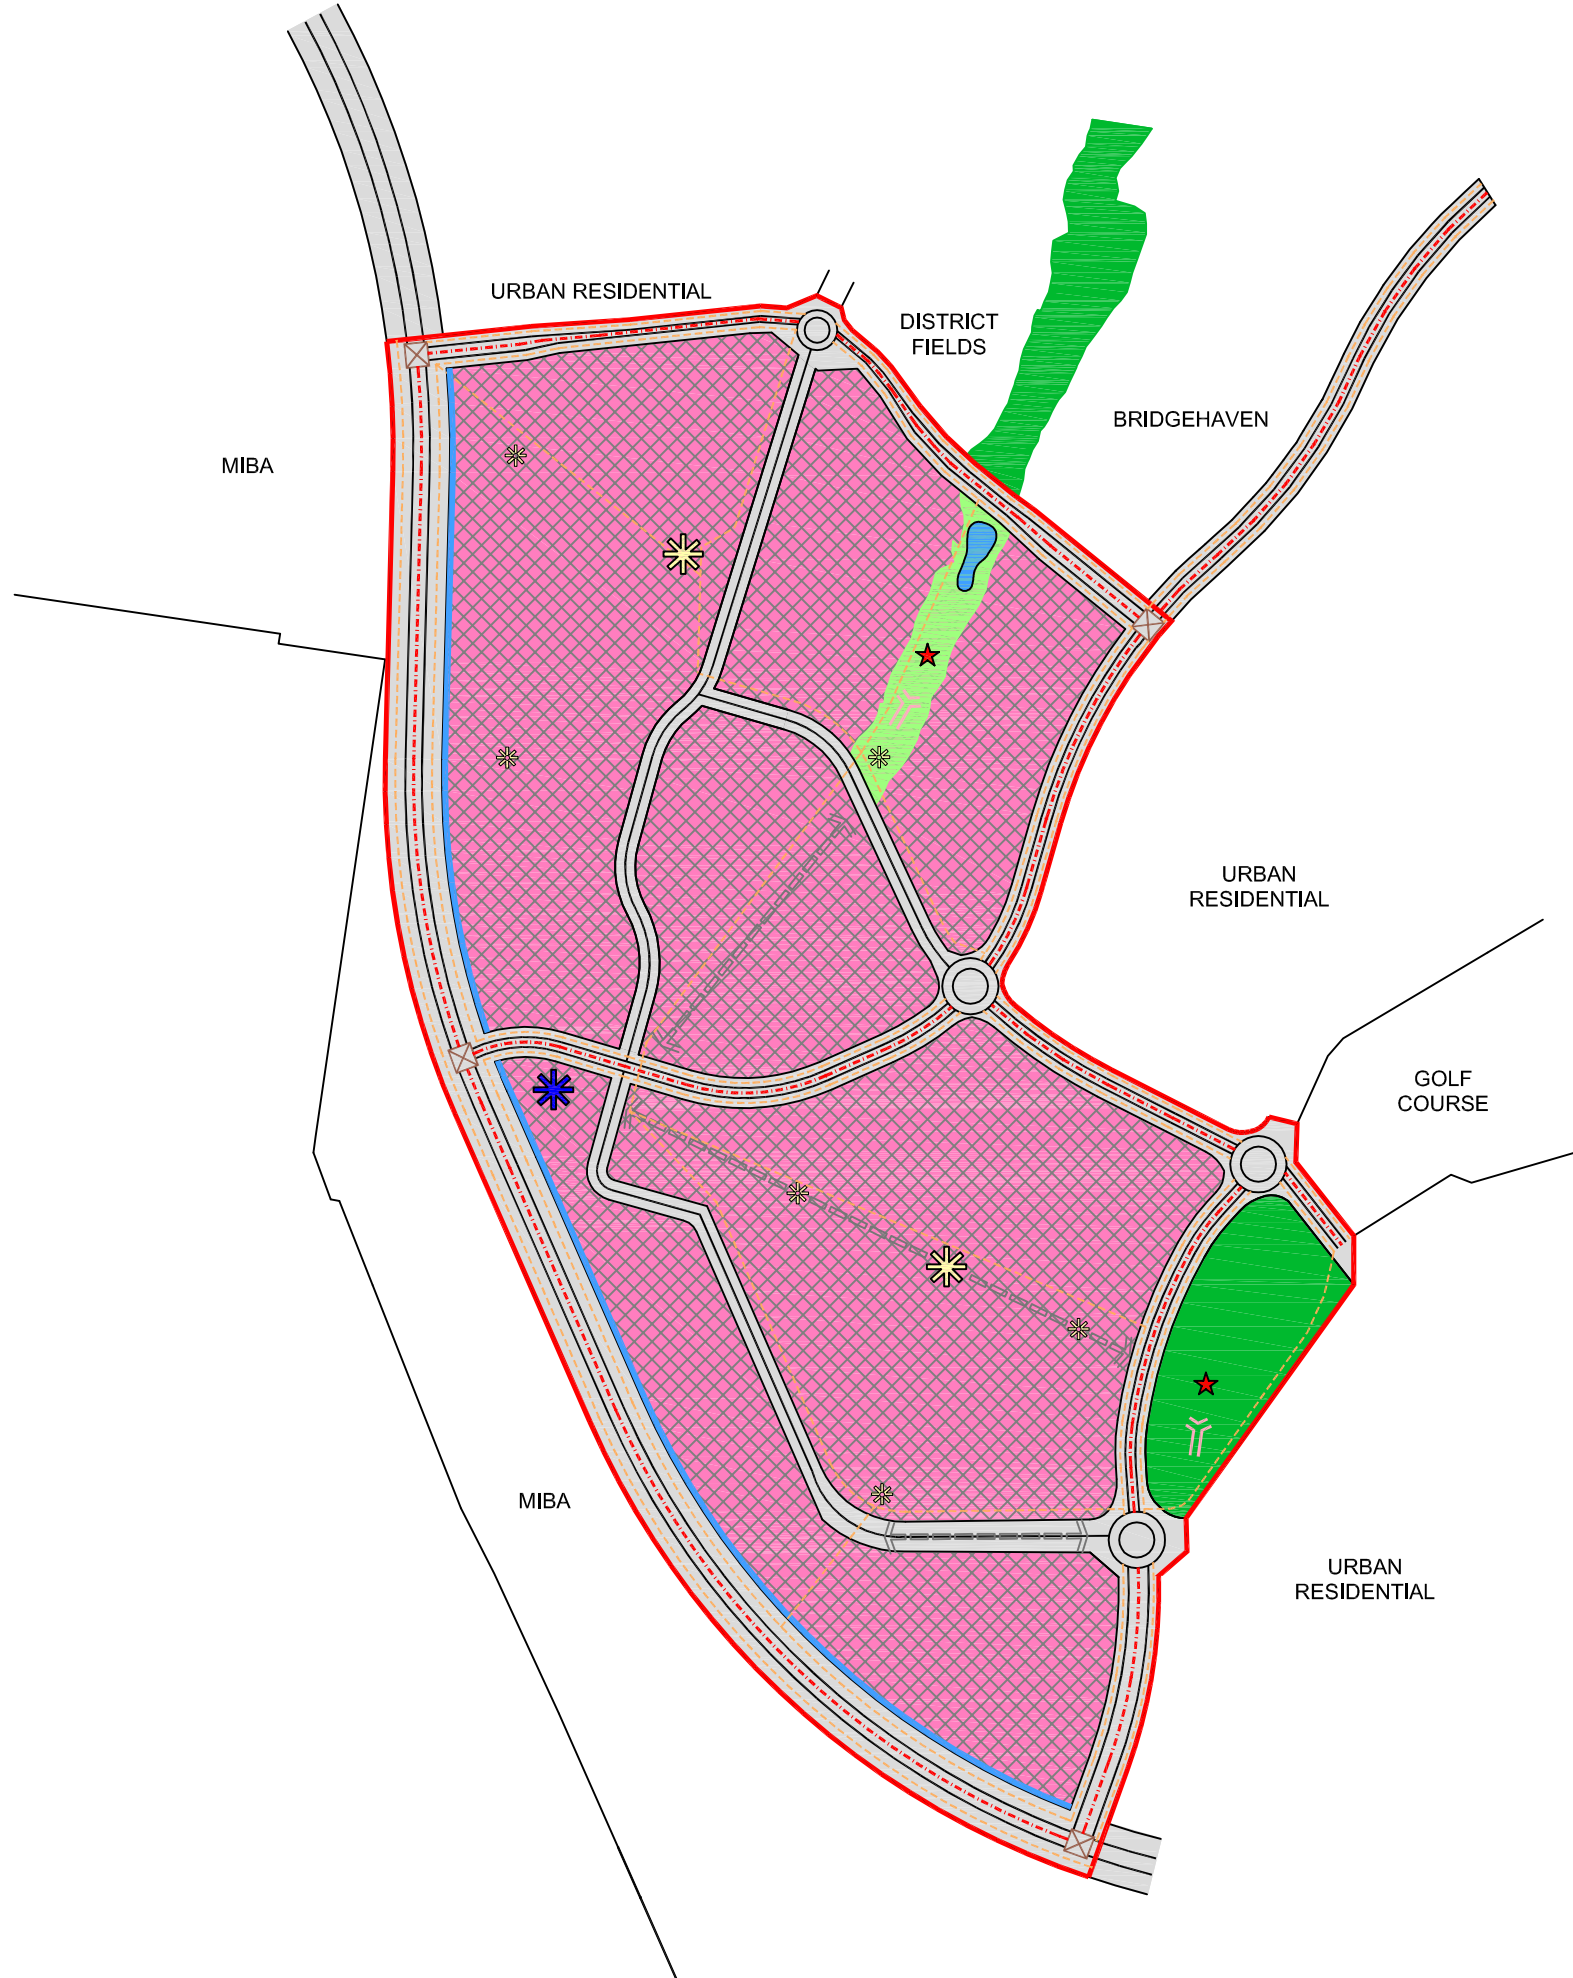 URBAN RESIDENTIAL
DISTRICT
FIELDS
BRIDGEHAVEN
MIBA
URBAN
RESIDENTIAL
GOLF
COURSE
MIBA
URBAN
RESIDENTIAL